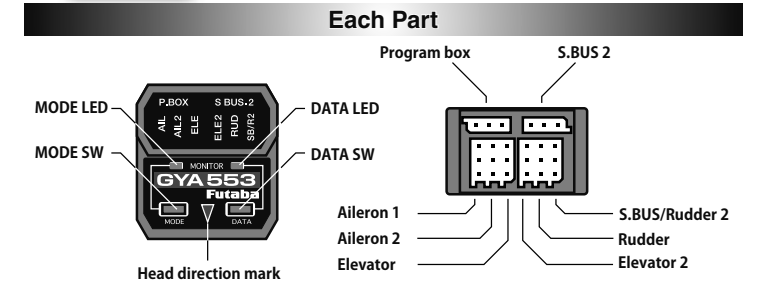 Each Part
Program box
S.BUS 2
MODE LED
P.BOX
S BUS•2
DATA LED
AIL
AIL2
ELE
ELE2
RUD
SB/R2
MODE SW
MONITOR
DATA SW
GYA553
Futaba
MODE
DATA
Head direction mark
Aileron 1
Aileron 2
Elevator
S.BUS/Rudder 2
Rudder
Elevator 2